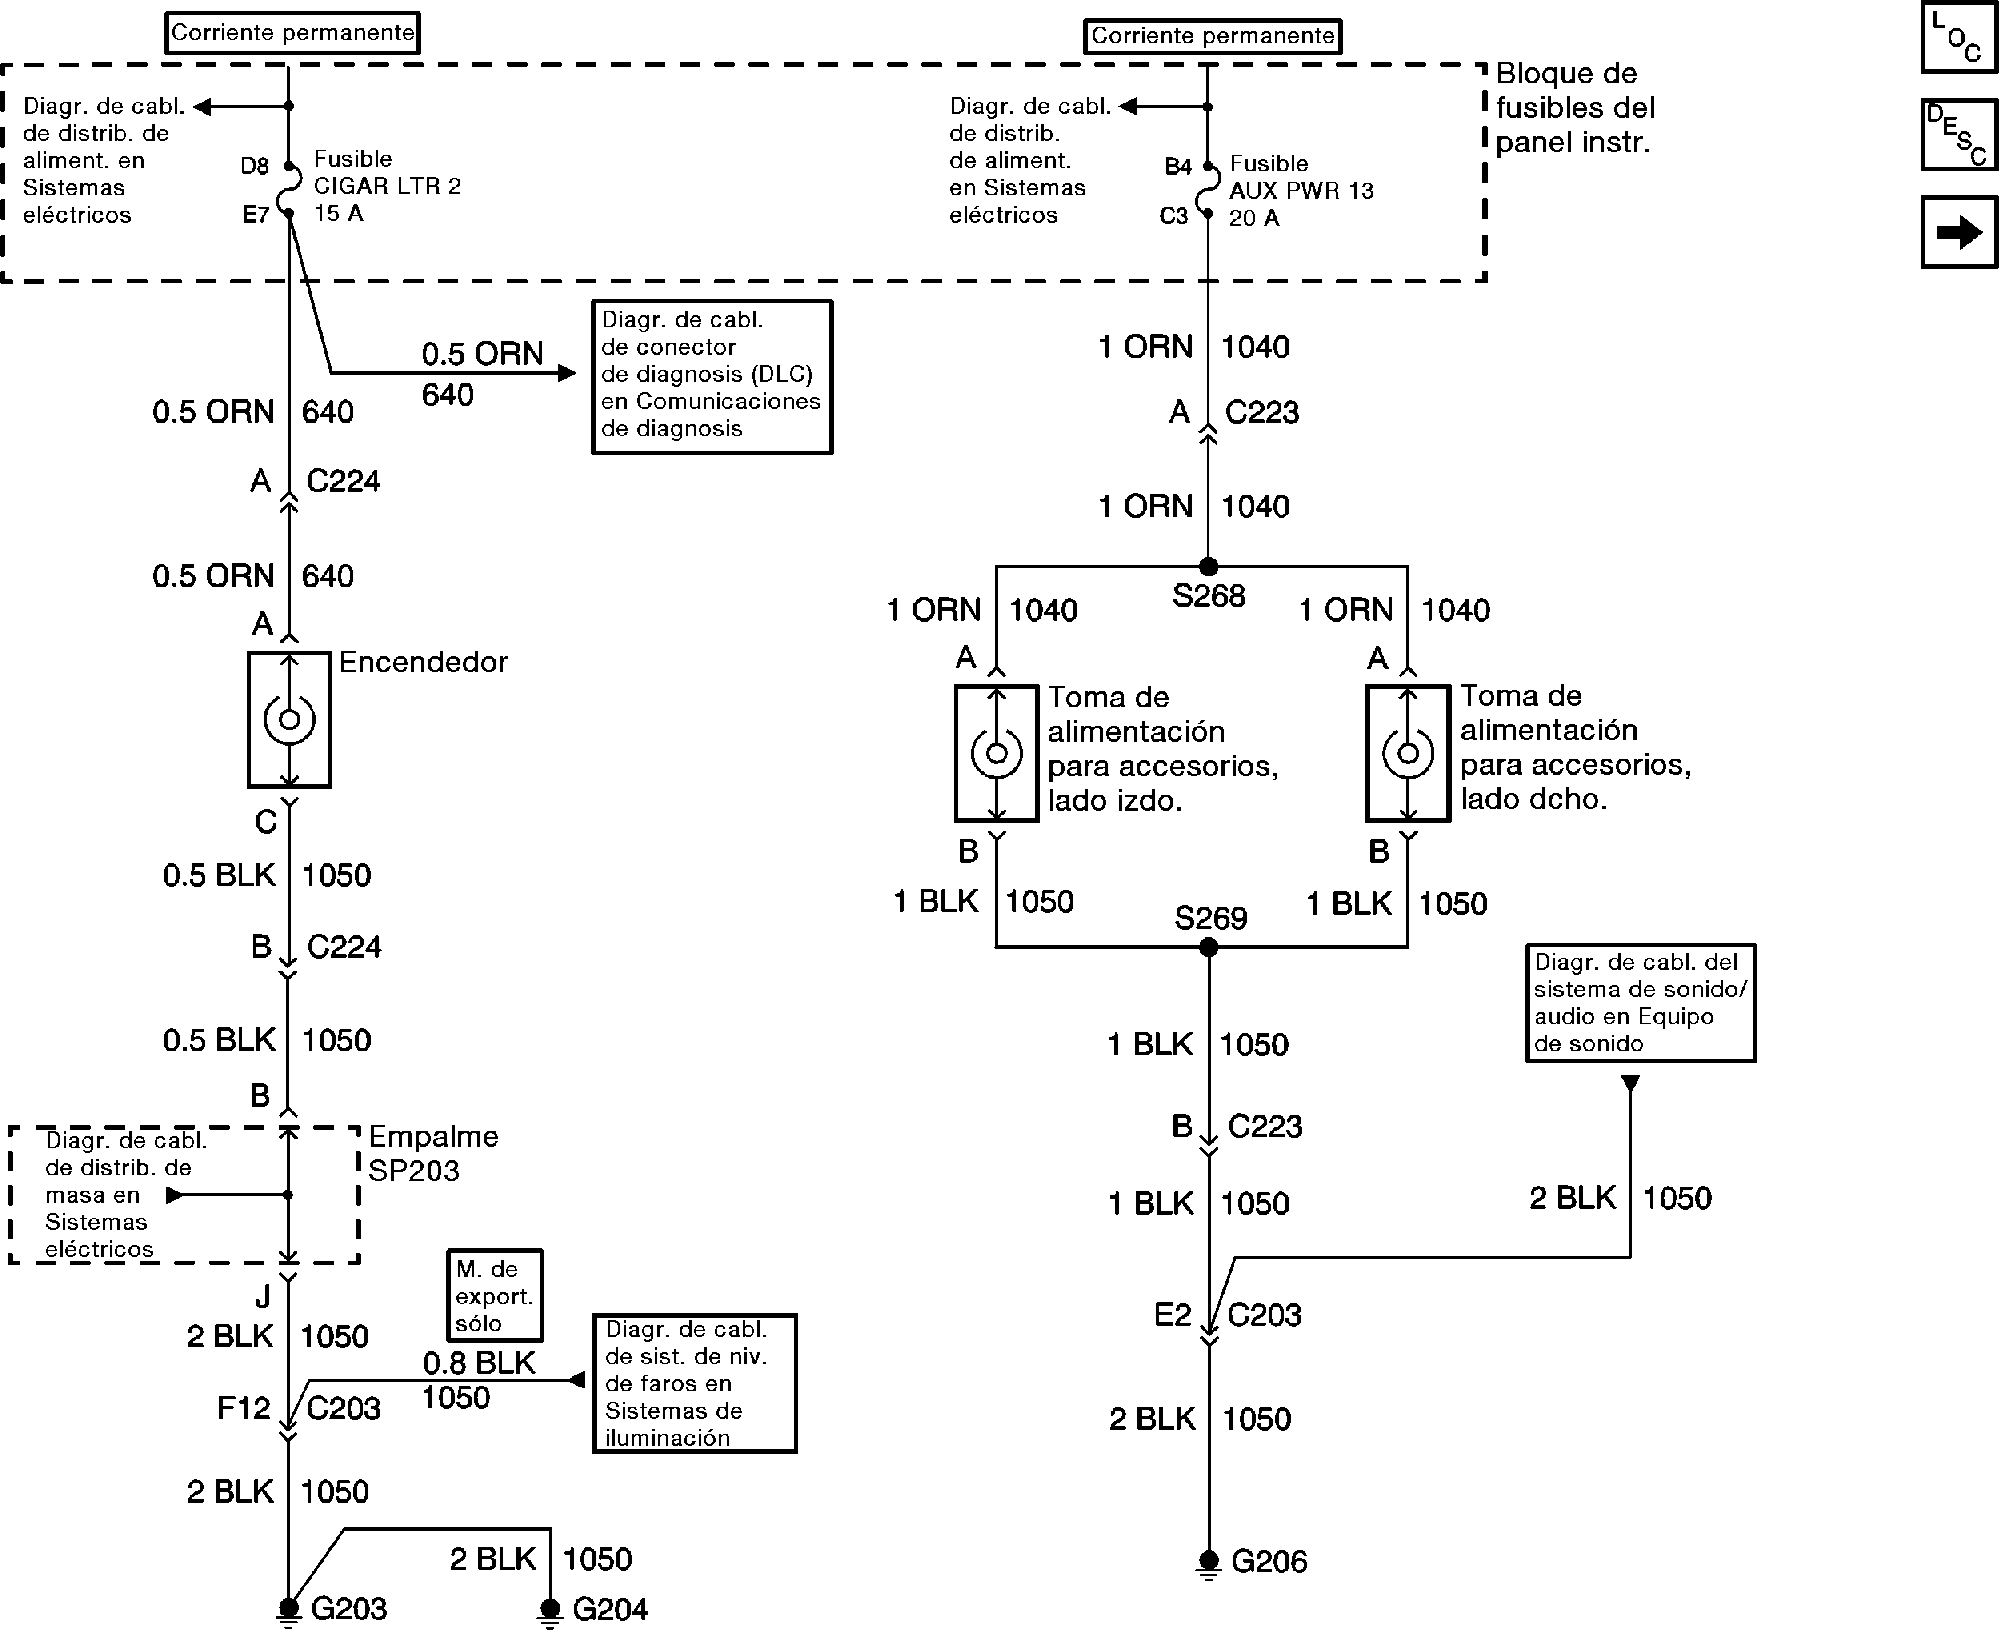 Corriente permanente
Corriente permanente
L
O
C
D
E
S
C
Bloque de
fusibles del
panel instr.
Diagr. de cabl.
de distrib. de
aliment. en
Sistemas
eléctricos
D8
E7
Fusible
CIGAR LTR 2
15 A
Diagr. de cabl.
de distrib.
de aliment.
en Sistemas
eléctricos
B4
C3
Fusible
AUX PWR 13
20 A
0.5 ORN
640
Diagr. de cabl.
de conector
de diagnosis (DLC)
en Comunicaciones
de diagnosis
0.5 ORN 640
A C224
0.5 ORN 640
A
Encendedor
C
0.5 BLK 1050
B C224
0.5 BLK 1050
B
Diagr. de cabl.
de distrib. de
masa en
Sistemas
eléctricos
Empalme
SP203
J
2 BLK 1050
M. de
export.
sólo
0.8 BLK
1050
Diagr. de cabl.
de sist. de niv.
de faros en
Sistemas de
iluminación
F12 C203
2 BLK 1050
2 BLK 1050
G203
G204
1 ORN 1040
A C223
1 ORN 1040
S268
1 ORN 1040
1 ORN 1040
A
A
Toma de
alimentación
para accesorios,
lado izdo.
Toma de
alimentación
para accesorios,
lado dcho.
B
B
1 BLK 1050
1 BLK 1050
S269
1 BLK 1050
B C223
1 BLK 1050
Diagr. de cabl. del
sistema de sonido/
audio en Equipo
de sonido
2 BLK 1050
E2 C203
2 BLK 1050
G206